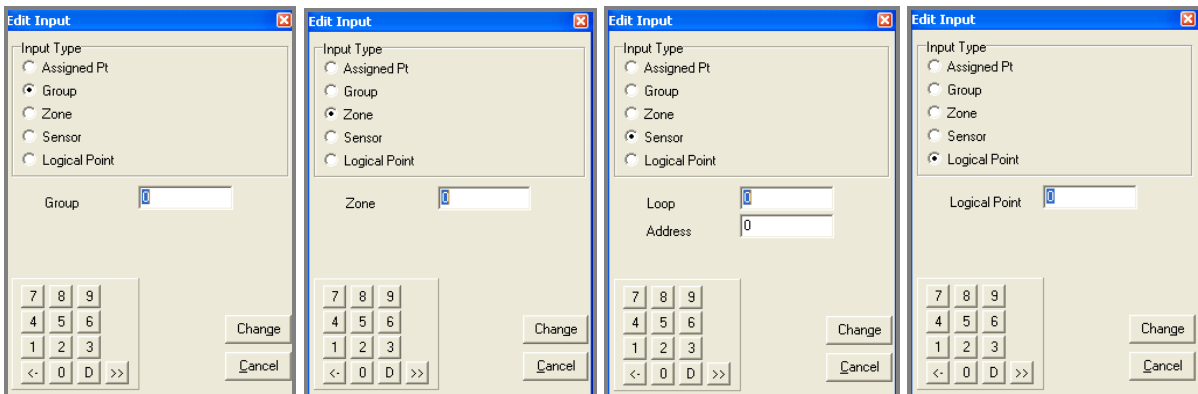 Edit Input
Input Type
Assigned Pt
Group
Zone
Sensor
Logical Point
Group 0
7 8 9
4 5 6
1 2 3
<- 0 D >>
Change
Cancel
Edit Input
Input Type
Assigned Pt
Group
Zone
Sensor
Logical Point
Zone 0
7 8 9
4 5 6
1 2 3
<- 0 D >>
Change
Cancel
Edit Input
Input Type
Assigned Pt
Group
Zone
Sensor
Logical Point
Loop 0
Address 0
7 8 9
4 5 6
1 2 3
<- 0 D >>
Change
Cancel
Edit Input
Input Type
Assigned Pt
Group
Zone
Sensor
Logical Point
Logical Point 0
7 8 9
4 5 6
1 2 3
<- 0 D >>
Change
Cancel